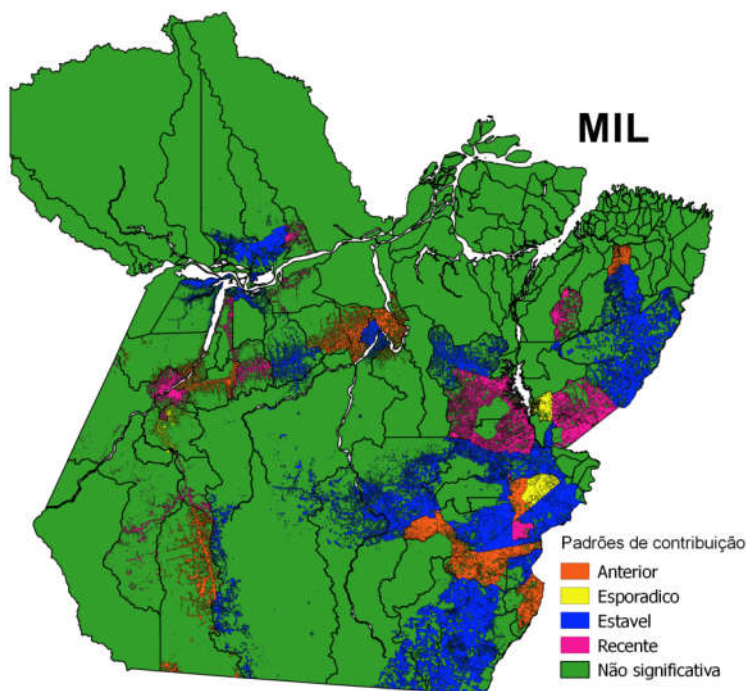 MIL
Padrões de contribuição
Anterior
Esporadico
Estavel
Recente
Não significativa